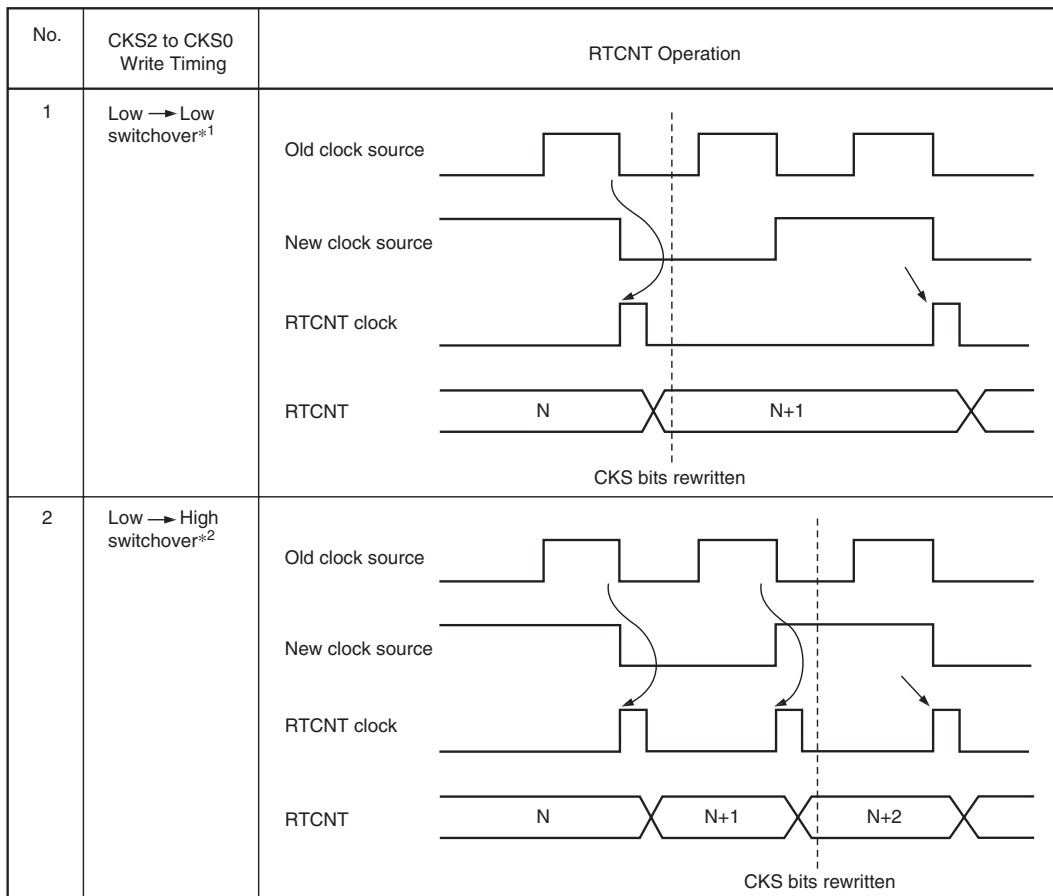 No.
CKS2 to CKS0
Write Timing
RTCNT Operation
1
Low → Low
switchover*1
Old clock source
New clock source
RTCNT clock
RTCNT
N
N+1
CKS bits rewritten
2
Low → High
switchover*2
Old clock source
New clock source
RTCNT clock
RTCNT
N
N+1
N+2
CKS bits rewritten